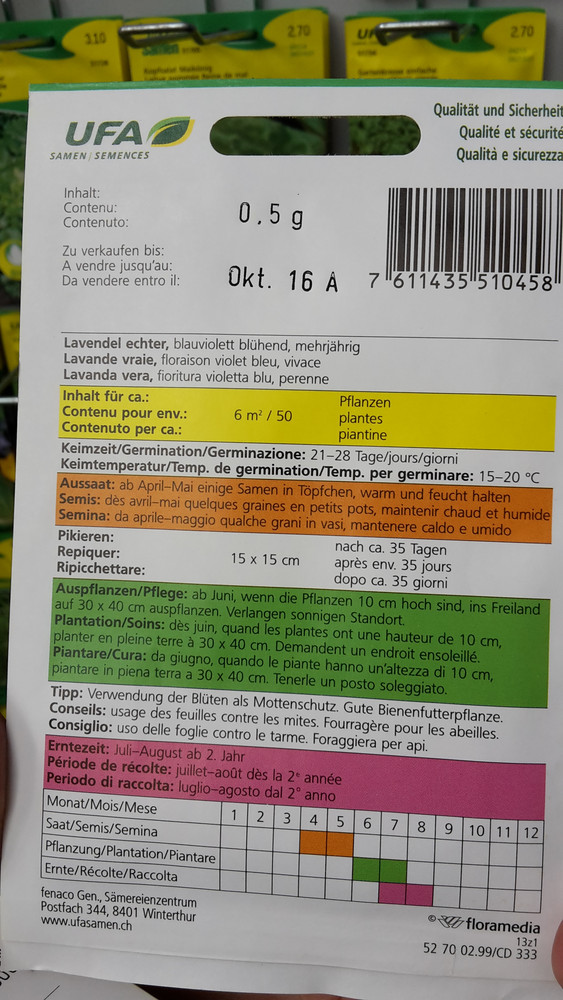 3.10
2.70
2.70
Qualität und Sicherheit
Qualité et sécurité
Qualità e sicurezza
UFA
SAMEN / SEMENCES
Inhalt:
Contenu:
Contenuto:
0.5 g
Zu verkaufen bis:
A vendre jusqu'au:
Da vendere entro il:
Okt. 16 A
7 611435 510458
Lavendel echter, blauviolett blühend, mehrjährig
Lavande vraie, floraison violet bleu, vivace
Lavanda vera, fioritura violetta blu, perenne
Inhalt für ca.:
Contenu pour env.:
Contenuto per ca.:
6 m² / 50
Pflanzen
plantes
piantine
Keimzeit/Germination/Germinazione: 21–28 Tage/jours/giorni
Keimtemperatur/Temp. de germination/Temp. per germinare: 15–20 °C
Aussaat: ab April–Mai einige Samen in Töpfchen, warm und feucht halten
Semis: dès avril–mai quelques graines en petits pots, maintenir chaud et humide
Semina: da aprile–maggio qualche grani in vasi, mantenere caldo e umido
Pikieren:
Repiquer:
Ripicchettare:
15 x 15 cm
nach ca. 35 Tagen
après env. 35 jours
dopo ca. 35 giorni
Auspflanzen/Pflege: ab Juni, wenn die Pflanzen 10 cm hoch sind, ins Freiland
auf 30 x 40 cm auspflanzen. Verlangen sonnigen Standort.
Plantation/Soins: dès juin, quand les plantes ont une hauteur de 10 cm,
planter en pleine terre à 30 x 40 cm. Demandent un endroit ensoleillé.
Piantare/Cura: da giugno, quando le piante hanno un'altezza di 10 cm,
piantare in piena terra a 30 x 40 cm. Tenerle un posto soleggiato.
Tipp: Verwendung der Blüten als Mottenschutz. Gute Bienenfutterpflanze.
Conseils: usage des feuilles contre les mites. Fourragère pour les abeilles.
Consiglio: uso delle foglie contro le tarme. Foraggiera per api.
Erntezeit: Juli–August ab 2. Jahr
Période de récolte: juillet–août dès la 2e année
Periodo di raccolta: luglio–agosto dal 2° anno
Monat/Mois/Mese 1 2 3 4 5 6 7 8 9 10 11 12
Saat/Semis/Semina
Pflanzung/Plantation/Piantare
Ernte/Récolte/Raccolta
fenaco Gen., Sämereienzentrum
Postfach 344, 8401 Winterthur
www.ufasamen.ch
© floramedia
13z1
52 70 02.99/CD 333